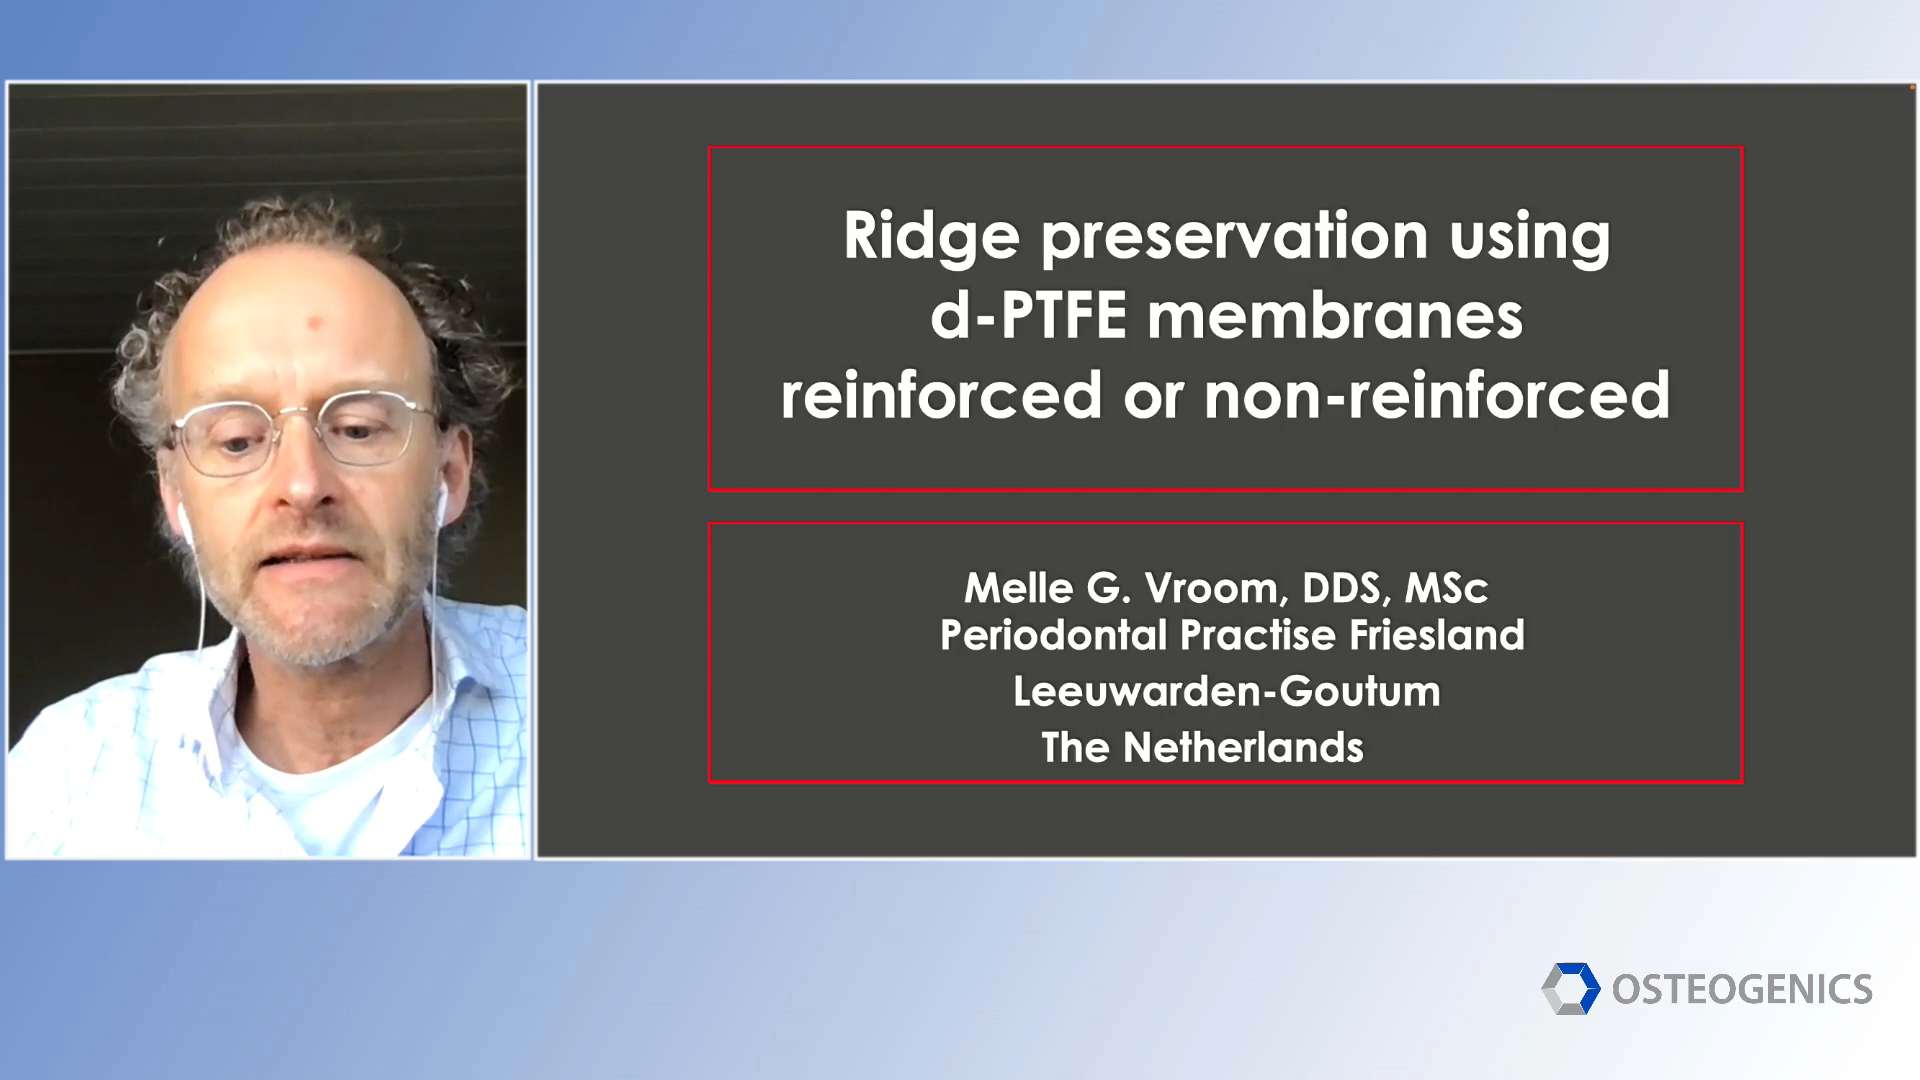 Ridge preservation using
d-PTFE membranes
reinforced or non-reinforced
Melle G. Vroom, DDS, MSc
Periodontal Practise Friesland
Leeuwarden-Goutum
The Netherlands
OSTEOGENICS